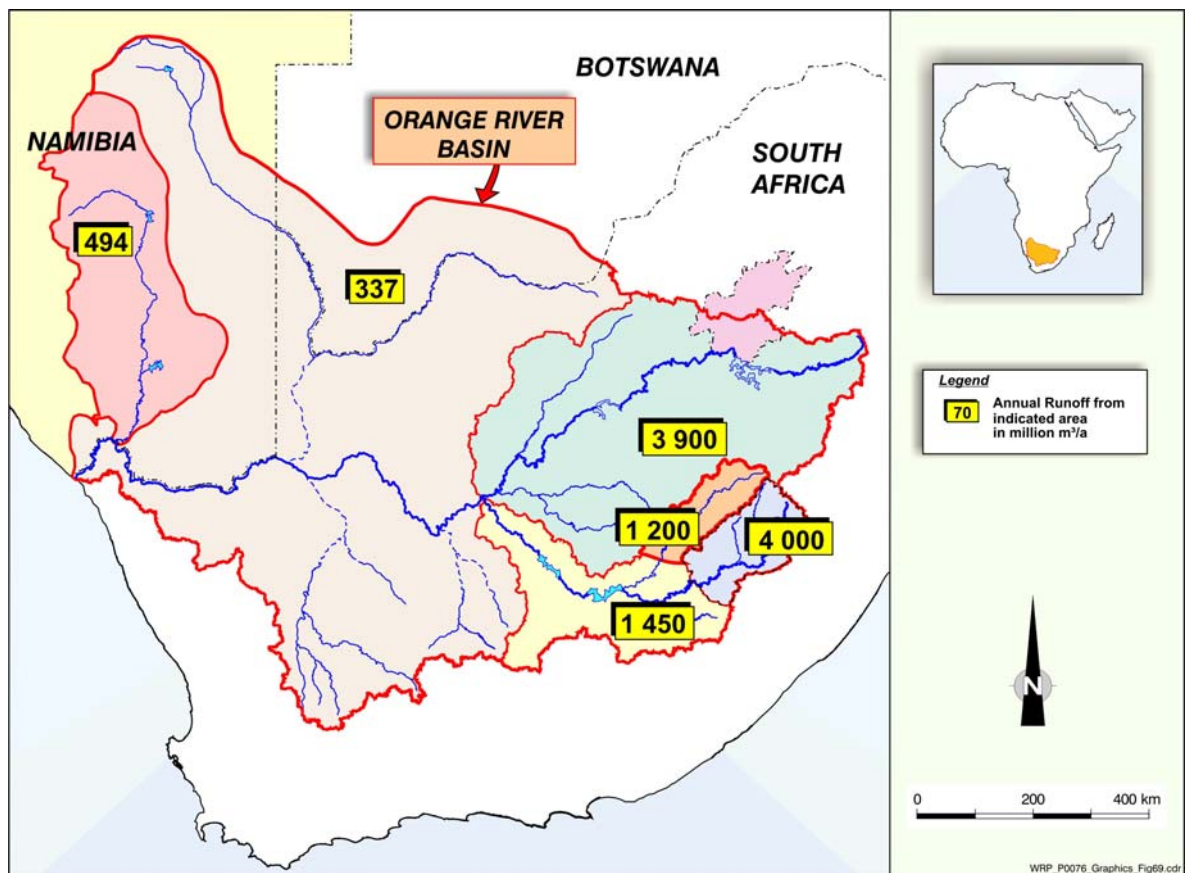 BOTSWANA
NAMIBIA
ORANGE RIVER
BASIN
SOUTH
AFRICA
494
337
3 900
1 200
4 000
1 450
Legend
70
Annual Runoff from
indicated area
in million m³/a
N
0 200 400 km
WRP_P0076_Graphics_Fig69.cdr